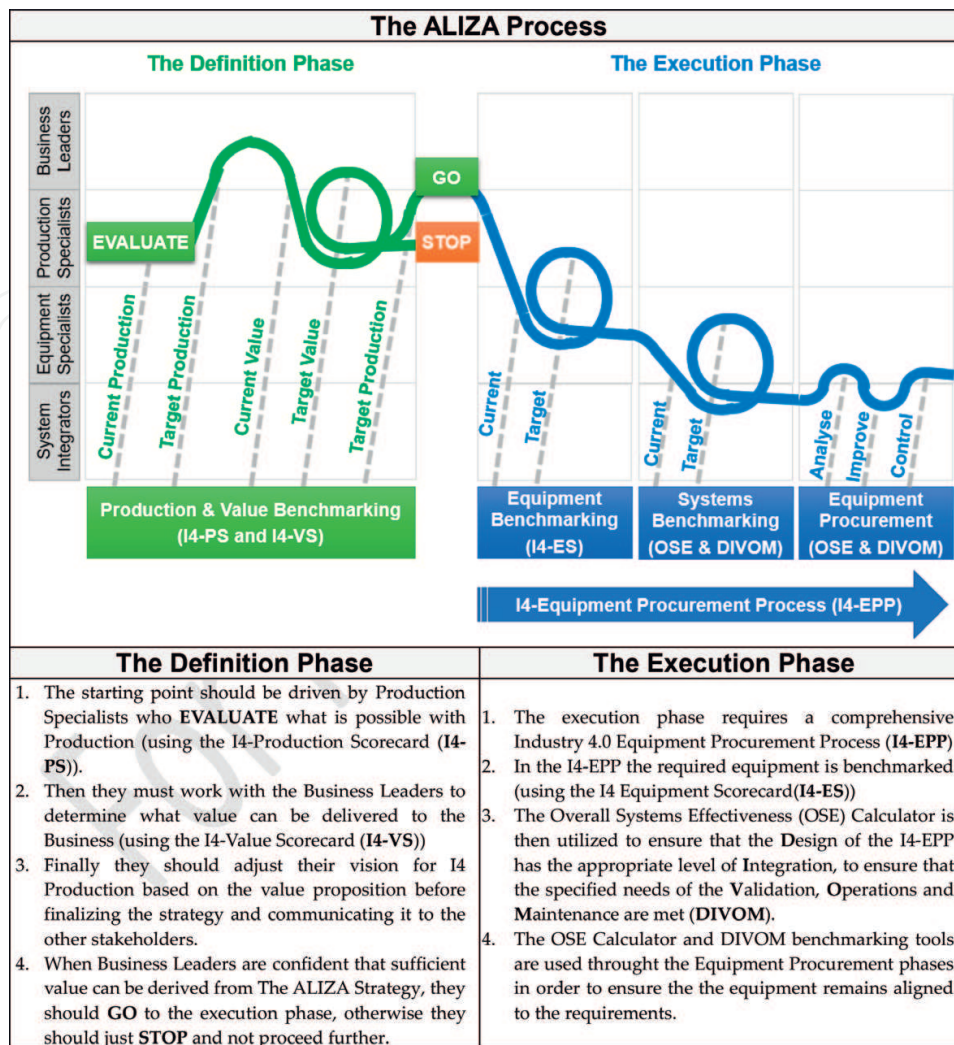 The ALIZA Process
The Definition Phase
The Execution Phase
Business
Leaders
Production
Specialists
Equipment
Specialists
System
Integrators
EVALUATE
GO
STOP
Current Production
Target Production
Current Value
Target Value
Target Production
Current
Target
Current
Target
Analyse
Improve
Control
Production & Value Benchmarking
(I4-PS and I4-VS)
Equipment
Benchmarking
(I4-ES)
Systems
Benchmarking
(OSE & DIVOM)
Equipment
Procurement
(OSE & DIVOM)
I4-Equipment Procurement Process (I4-EPP)
The Definition Phase
1. The starting point should be driven by Production
Specialists who EVALUATE what is possible with
Production (using the I4-Production Scorecard (I4-
PS)).
2. Then they must work with the Business Leaders to
determine what value can be delivered to the
Business (using the I4-Value Scorecard (I4-VS))
3. Finally they should adjust their vision for I4
Production based on the value proposition before
finalizing the strategy and communicating it to the
other stakeholders.
4. When Business Leaders are confident that sufficient
value can be derived from The ALIZA Strategy, they
should GO to the execution phase, otherwise they
should just STOP and not proceed further.
The Execution Phase
1. The execution phase requires a comprehensive
Industry 4.0 Equipment Procurement Process (I4-EPP)
2. In the I4-EPP the required equipment is benchmarked
(using the I4 Equipment Scorecard(I4-ES))
3. The Overall Systems Effectiveness (OSE) Calculator is
then utilized to ensure that the Design of the I4-EPP
has the appropriate level of Integration, to ensure that
the specified needs of the Validation, Operations and
Maintenance are met (DIVOM).
4. The OSE Calculator and DIVOM benchmarking tools
are used throught the Equipment Procurement phases
in order to ensure the the equipment remains aligned
to the requirements.